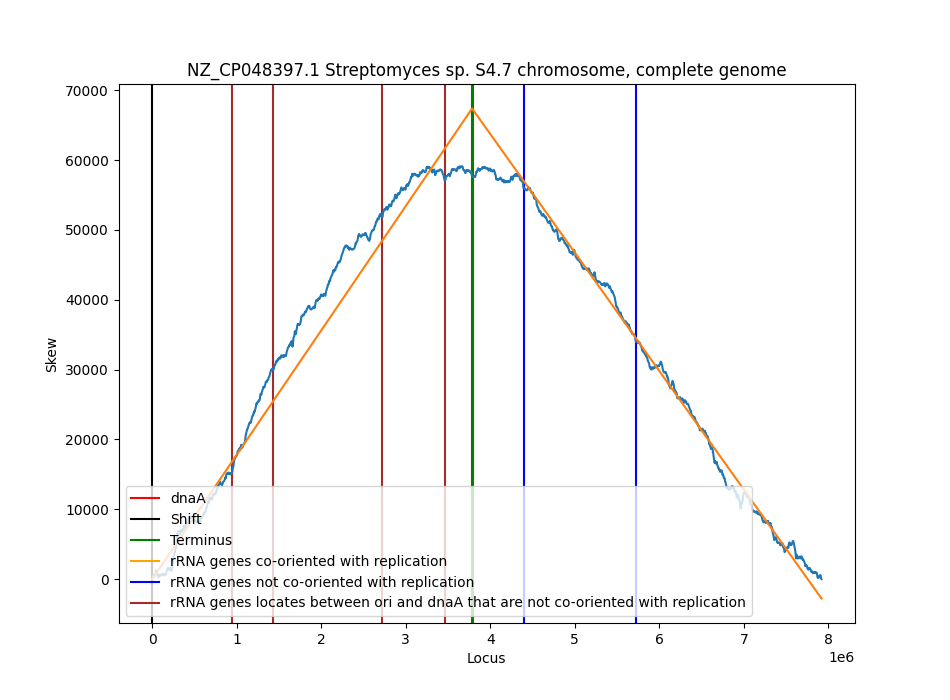 NZ_CP048397.1 Streptomyces sp. S4.7 chromosome, complete genome
70000
60000
50000
40000
30000
20000
10000
0
Skew
dnaA
Shift
Terminus
rRNA genes co-oriented with replication
rRNA genes not co-oriented with replication
rRNA genes locates between ori and dnaA that are not co-oriented with replication
0 1 2 3 4 5 6 7 8
1e6
Locus